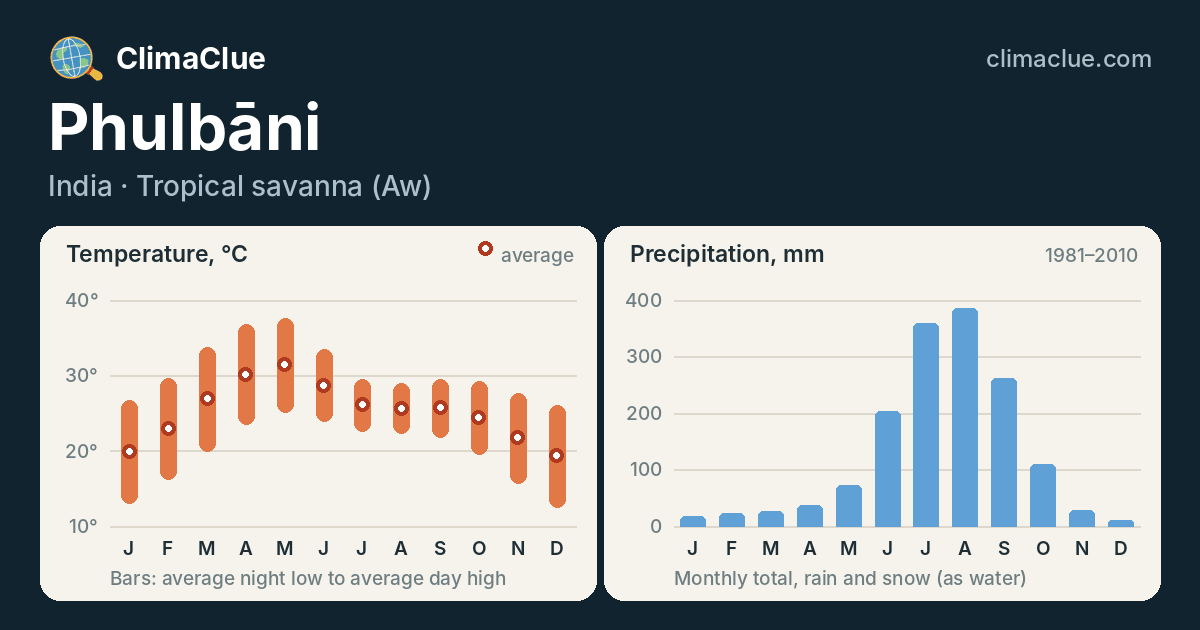 ClimaClue
climaclue.com
Phulbāni
India · Tropical savanna (Aw)
Temperature, °C
average
40°
30°
20°
10°
J F M A M J J A S O N D
Bars: average night low to average day high
Precipitation, mm
1981–2010
400
300
200
100
0
J F M A M J J A S O N D
Monthly total, rain and snow (as water)